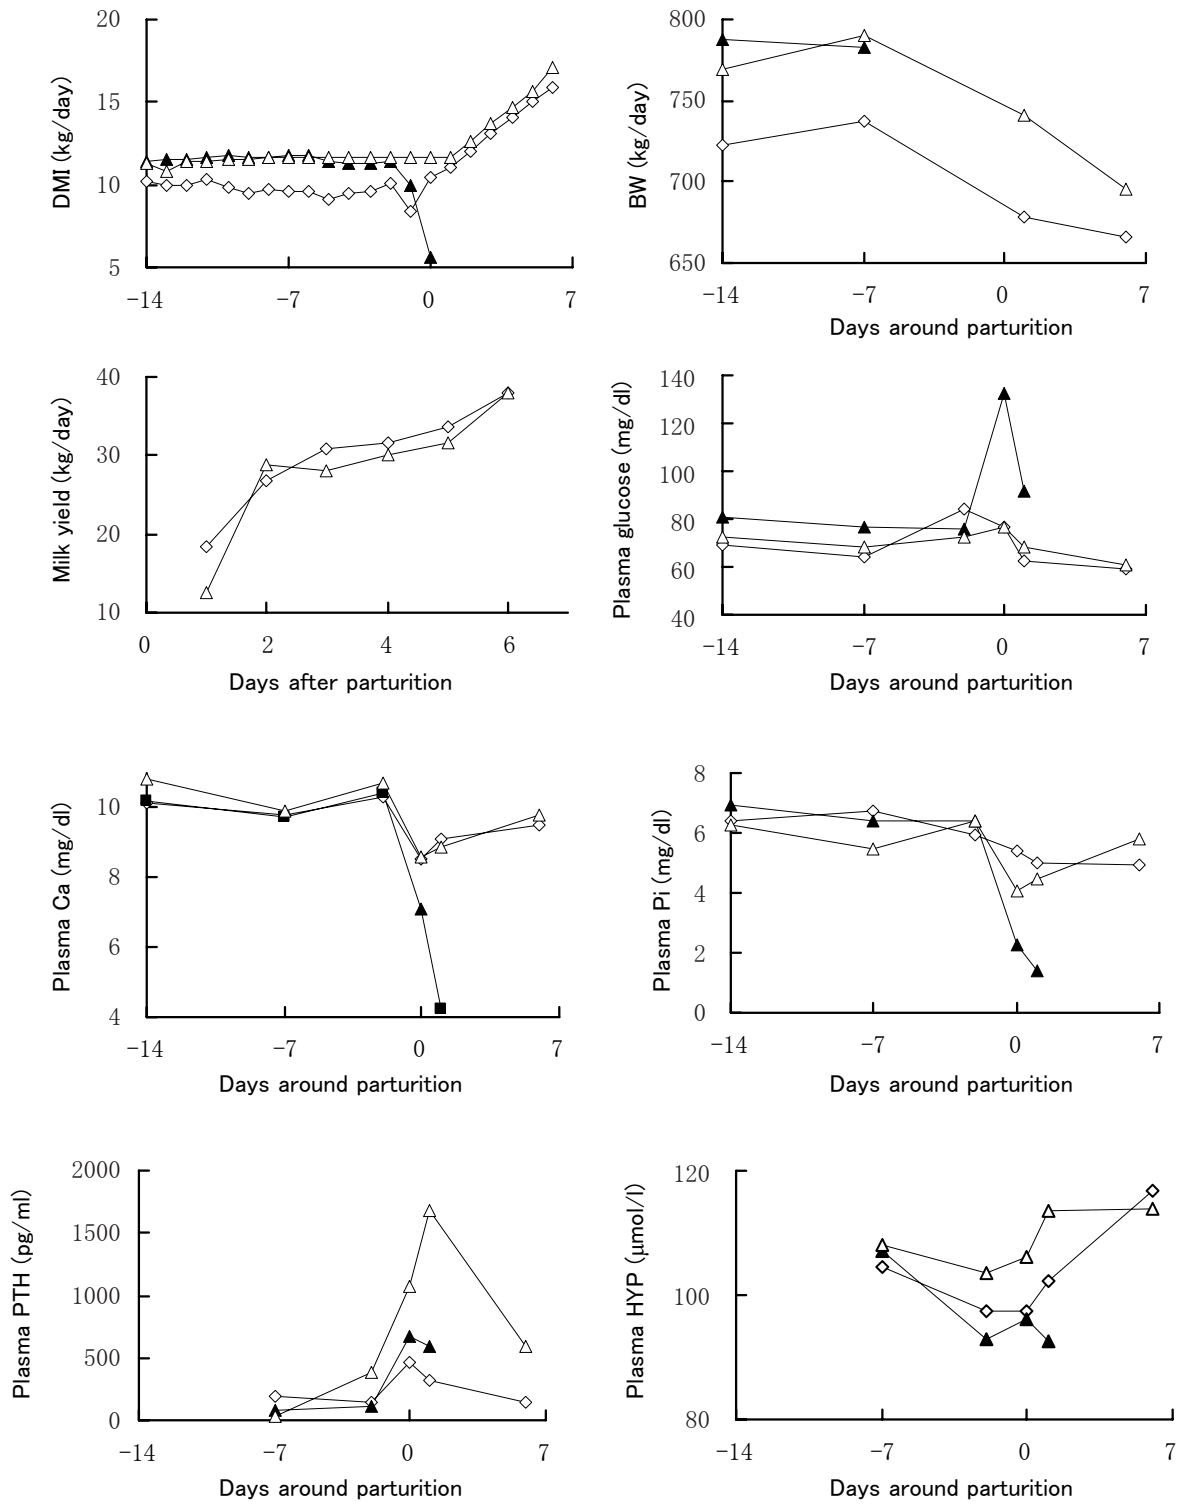 20
15
10
5
DMI (kg/day)
-14 -7 0 7
800
750
700
650
BW (kg/day)
-14 -7 0 7
Days around parturition
40
30
20
10
Milk yield (kg/day)
0 2 4 6
Days after parturition
140
120
100
80
60
40
Plasma glucose (mg/dl)
-14 -7 0 7
Days around parturition
10
8
6
4
Plasma Ca (mg/dl)
-14 -7 0 7
Days around parturition
8
6
4
2
0
Plasma Pi (mg/dl)
-14 -7 0 7
Days around parturition
2000
1500
1000
500
0
Plasma PTH (pg/ml)
-14 -7 0 7
Days around parturition
120
100
80
Plasma HYP (μmol/l)
-14 -7 0 7
Days around parturition